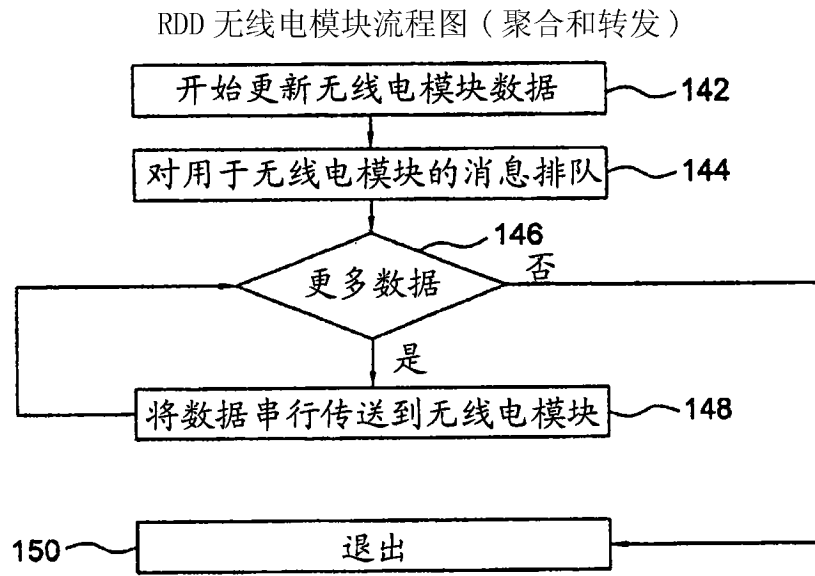 RDD 无线电模块流程图（聚合和转发）
开始更新无线电模块数据
142
对用于无线电模块的消息排队
144
146
更多数据
否
是
将数据串行传送到无线电模块
148
150
退出